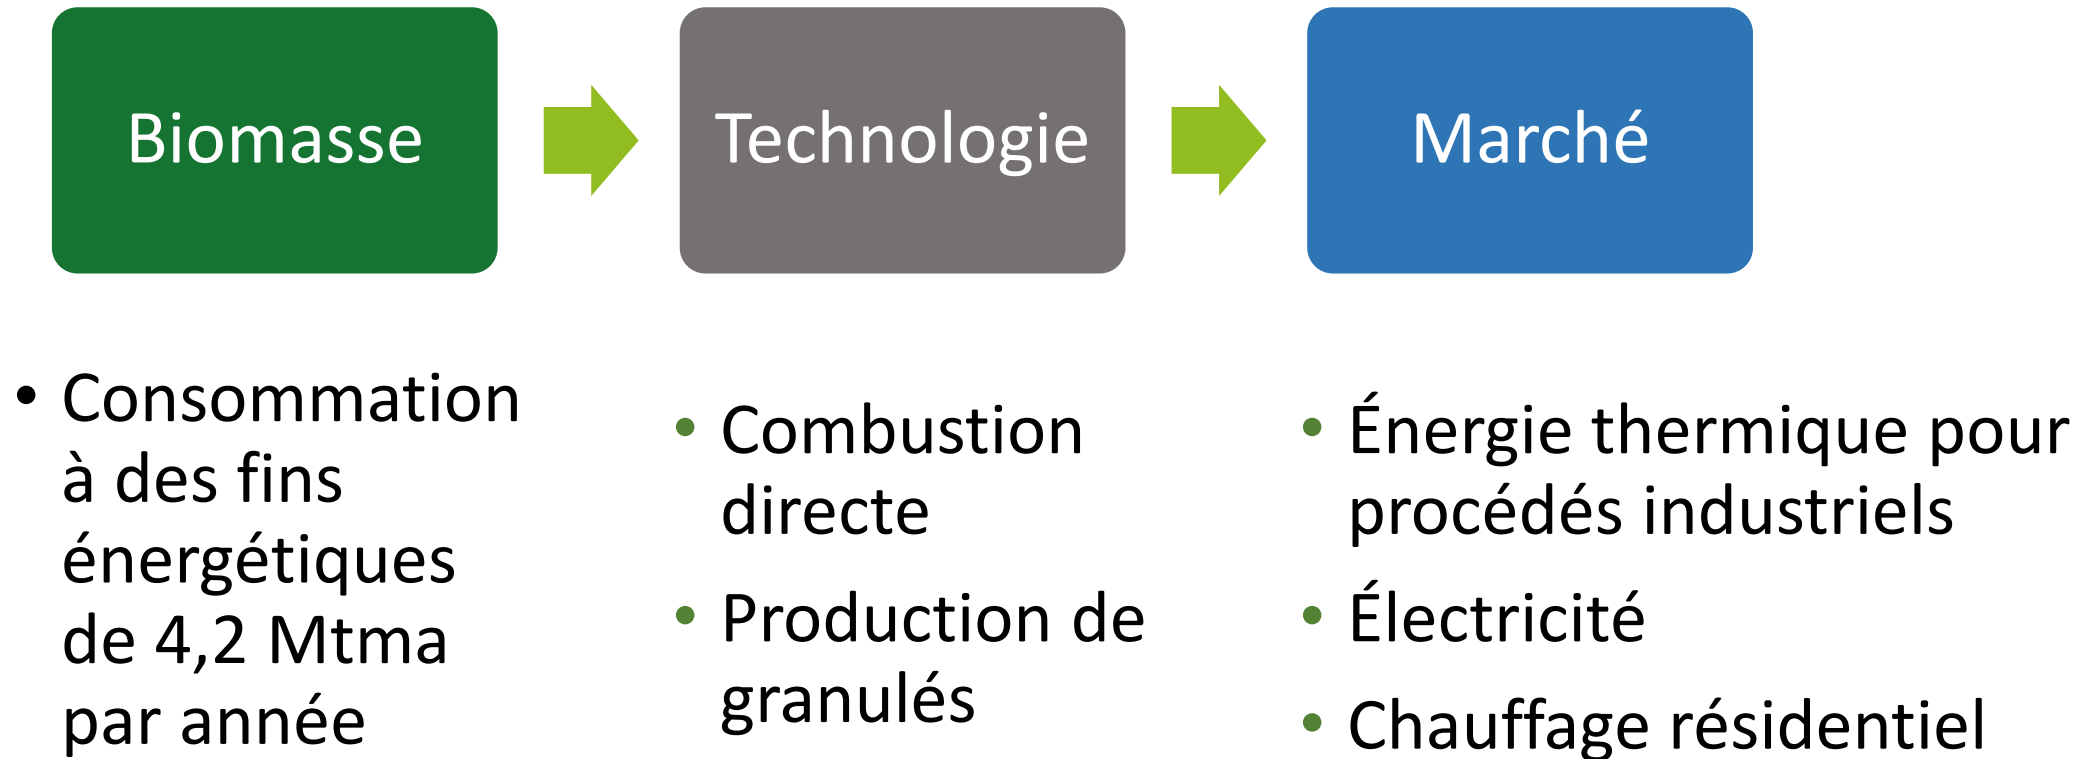 Biomasse
Technologie
Marché
• Consommation
à des fins
énergétiques
de 4,2 Mtma
par année
• Combustion
directe
• Production de
granulés
• Énergie thermique pour
procédés industriels
• Électricité
• Chauffage résidentiel